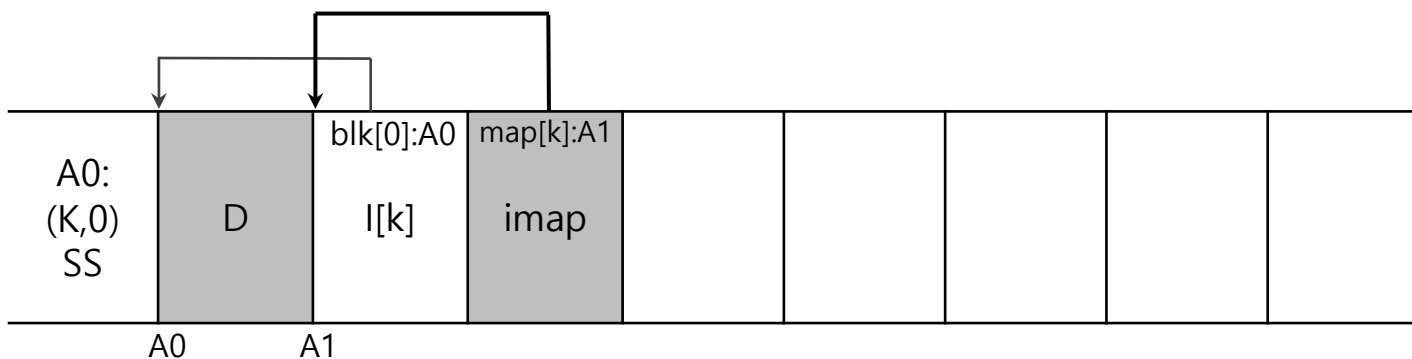 blk[0]:A0
map[k]:A1
A0:
(K,0)
SS
D
I[k]
imap
A0
A1